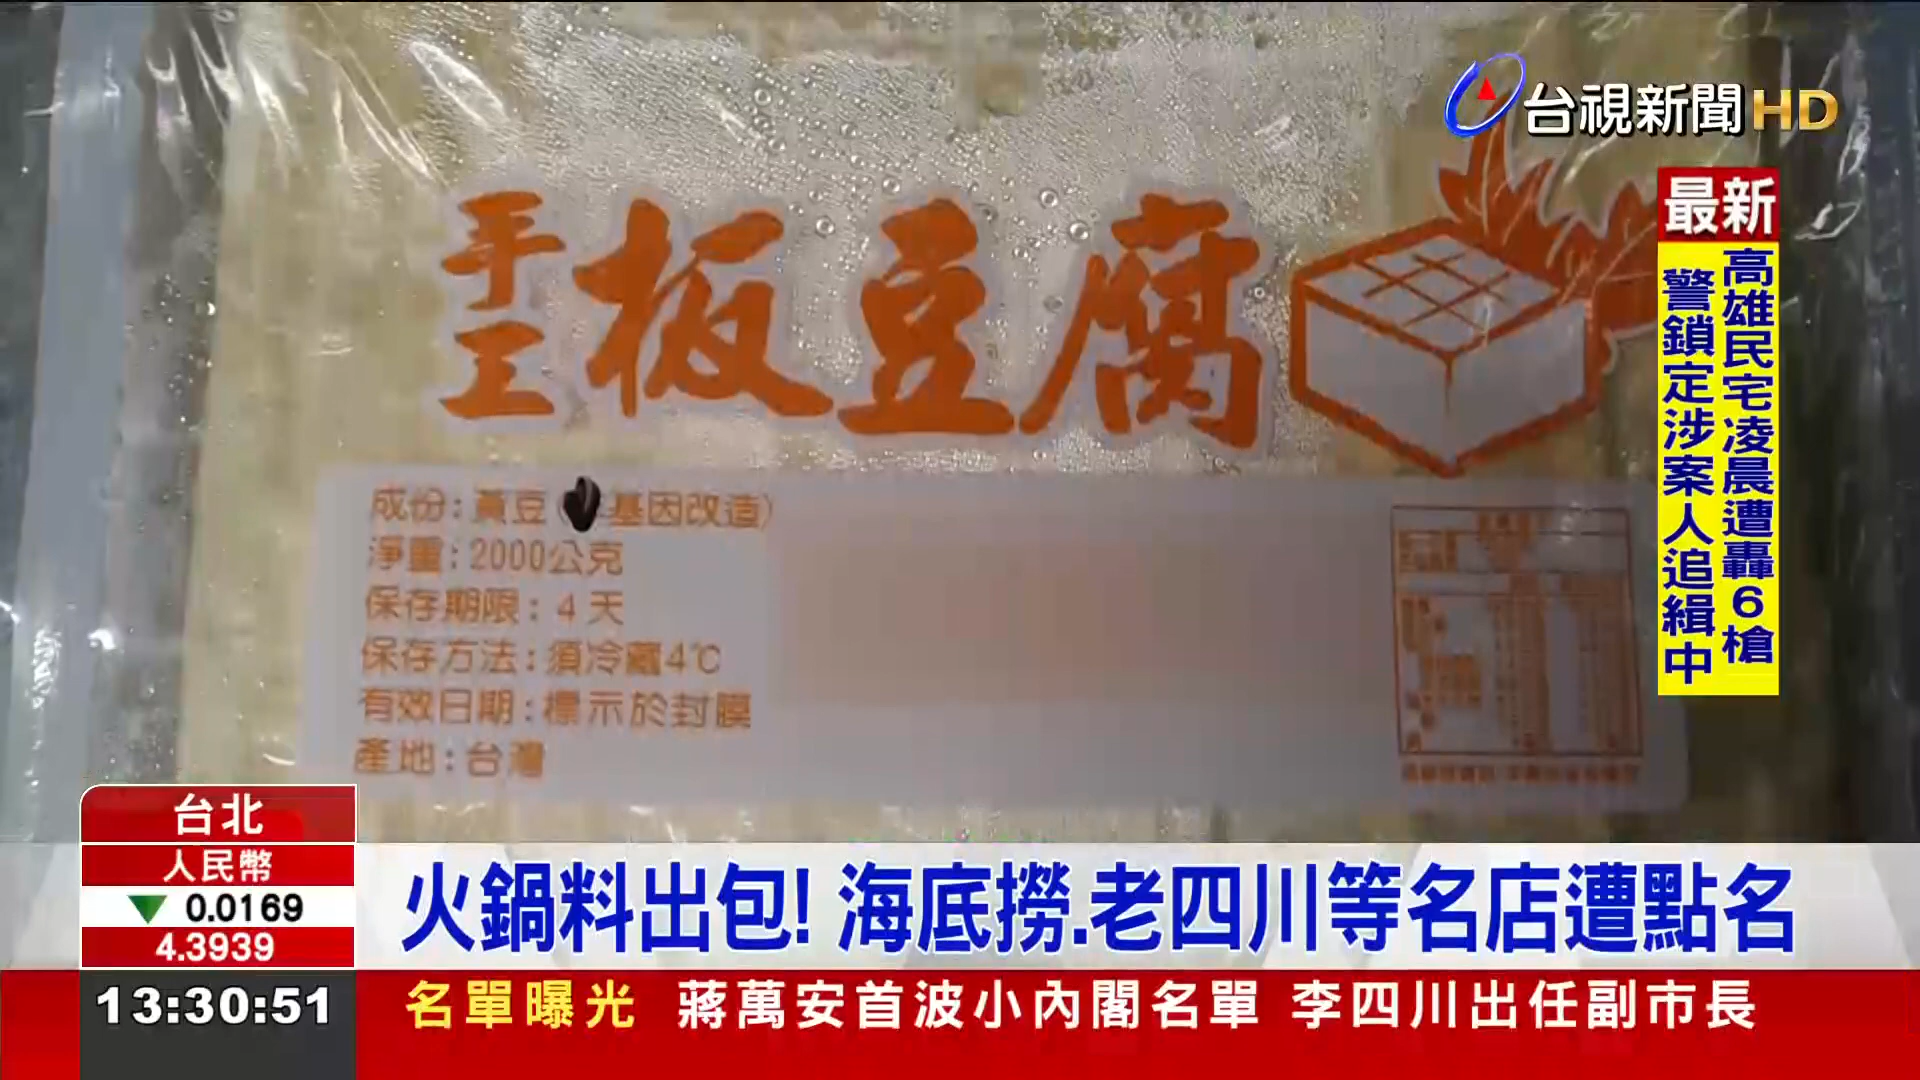 台視新聞HD
最新
高雄民宅凌晨遭轟6槍
警鎖定涉案人追緝中
手工
板豆腐
成份:黃豆(非基因改造)
淨重:2000公克
保存期限:4天
保存方法:須冷藏4℃
有效日期:標示於封膜
產地:台灣
台北
人民幣
▼ 0.0169
4.3939
13:30:51
火鍋料出包! 海底撈.老四川等名店遭點名
名單曝光 蔣萬安首波小內閣名單 李四川出任副市長